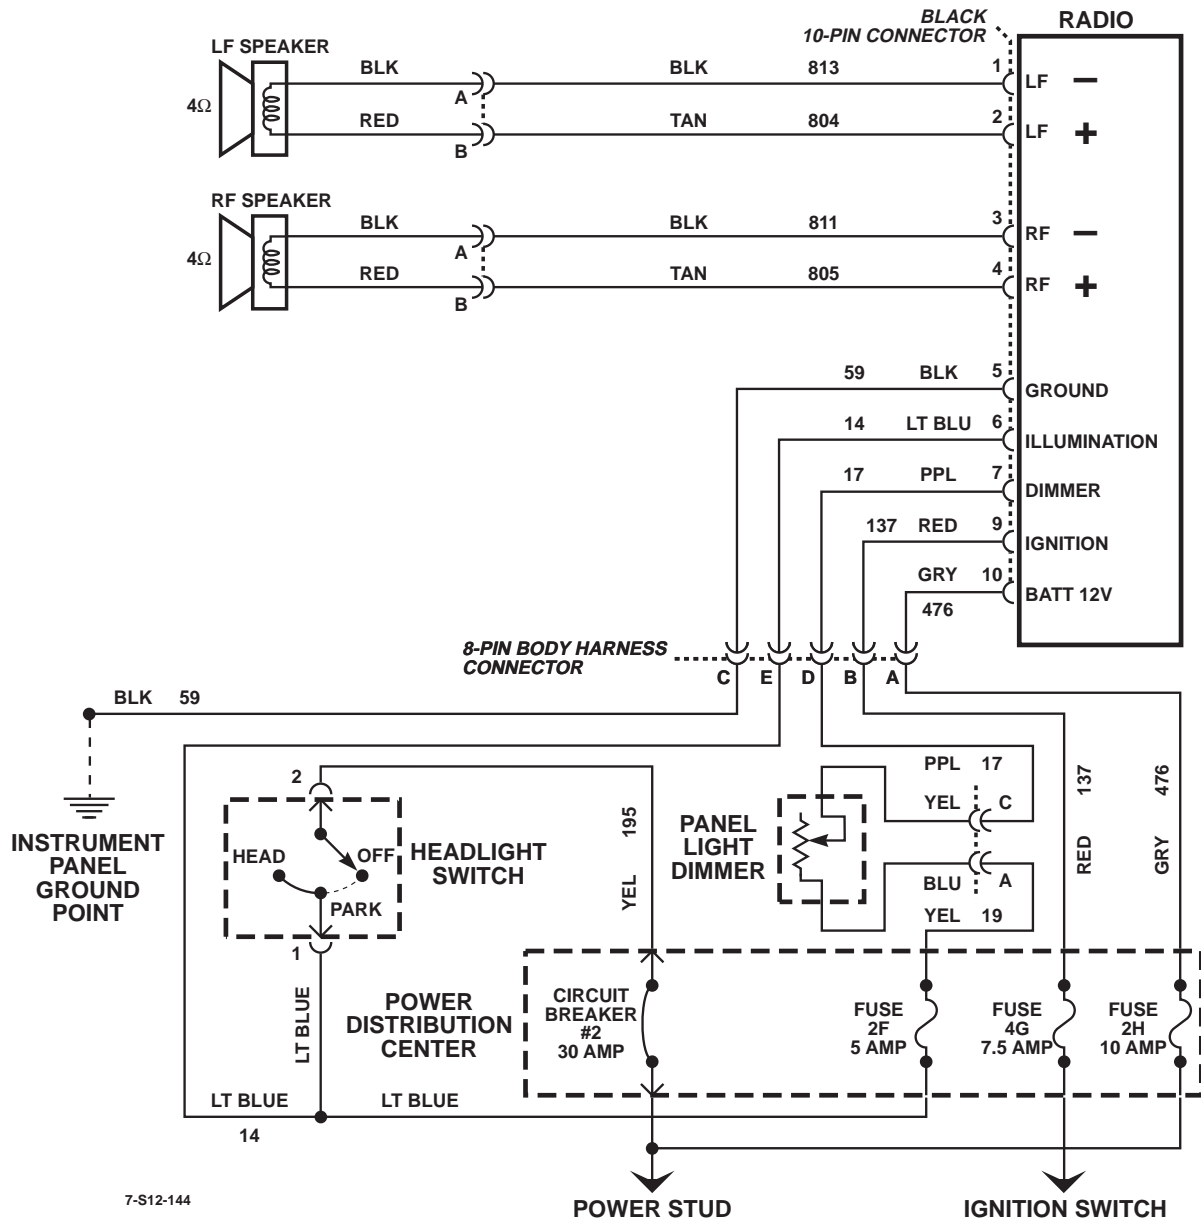 BLACK
10-PIN CONNECTOR
RADIO
LF SPEAKER
4Ω
BLK
A
BLK
813
1
LF
−
RED
B
TAN
804
2
LF
+
RF SPEAKER
4Ω
BLK
A
BLK
811
3
RF
−
RED
B
TAN
805
4
RF
+
59
BLK
5
GROUND
14
LT BLU
6
ILLUMINATION
17
PPL
7
DIMMER
137
RED
9
IGNITION
GRY
10
476
BATT 12V
8-PIN BODY HARNESS
CONNECTOR
C
E
D
B
A
BLK
59
INSTRUMENT
PANEL
GROUND
POINT
2
HEAD
OFF
PARK
1
HEADLIGHT
SWITCH
YEL
195
PANEL
LIGHT
DIMMER
PPL
17
YEL
C
BLU
A
YEL
19
RED
137
GRY
476
LT BLUE
POWER
DISTRIBUTION
CENTER
CIRCUIT
BREAKER
#2
30 AMP
FUSE
2F
5 AMP
FUSE
4G
7.5 AMP
FUSE
2H
10 AMP
LT BLUE
LT BLUE
14
7-S12-144
POWER STUD
IGNITION SWITCH